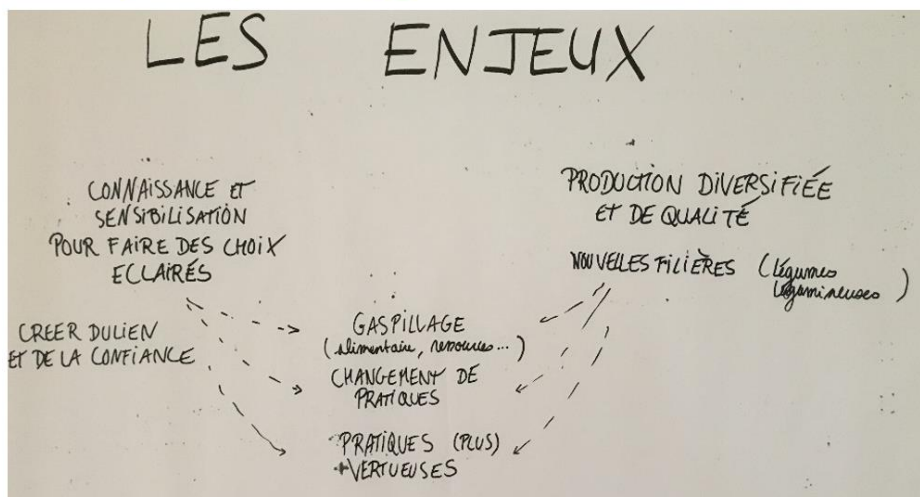 LES ENJEUX
CONNAISSANCE ET
SENSIBILISATION
POUR FAIRE DES CHOIX
ECLAIRÉS
CREER DU LIEN
ET DE LA CONFIANCE
PRODUCTION DIVERSIFIÉE
ET DE QUALITÉ
NOUVELLES FILIÈRES (légumes
légumineuses)
GASPILLAGE
(alimentaire, ressources...)
CHANGEMENT DE
PRATIQUES
PRATIQUES (PLUS)
+VERTUEUSES